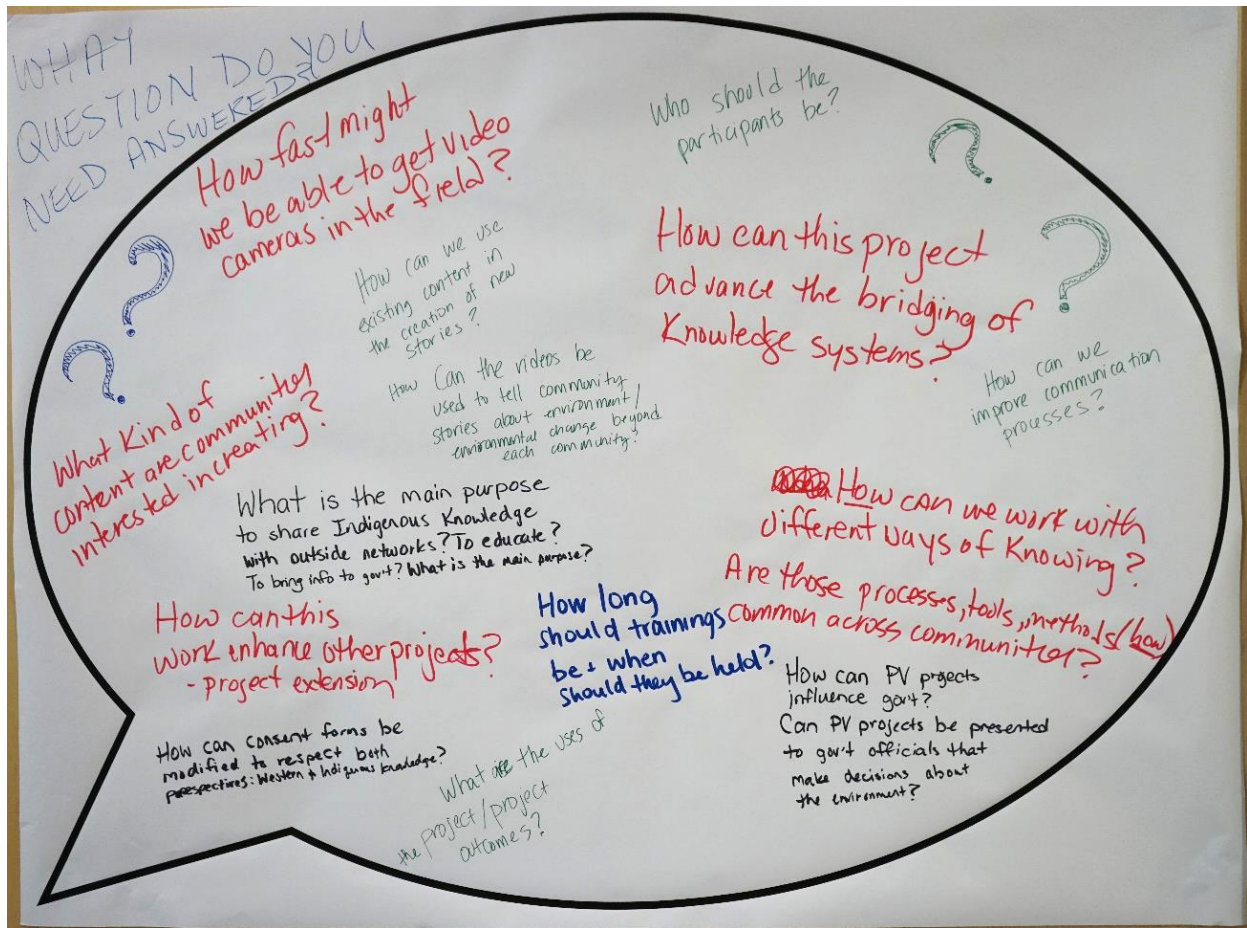 WHAY
QUESTION DO YOU
NEED ANSWERED?
How fast might
we be able to get video
cameras in the field?
Who should the
participants be?
?
How can we use
existing content in
the creation of new
stories?
How can this project
advance the bridging of
Knowledge systems?
?
?
?
How Can the videos be
used to tell community
stories about environment/
environmental change beyond
each community?
How can we
improve communication
processes?
What Kind of
content are communities
interested in creating?
What is the main purpose
to share Indigenous Knowledge
with outside networks? To educate?
To bring info to gov't? What is the main purpose?
How can we work with
different ways of Knowing?
Are those processes, tools, methods (how)
common across communities?
How can this
work enhance other projects?
- project extension
How long
should trainings
be + when
should they be held?
How can PV projects
influence gov't?
Can PV projects be presented
to gov't officials that
make decisions about
the environment?
How can consent forms be
modified to respect both
perespectives: Western + Indigenous knowledge?
What are the uses of
the project/project
outcomes?